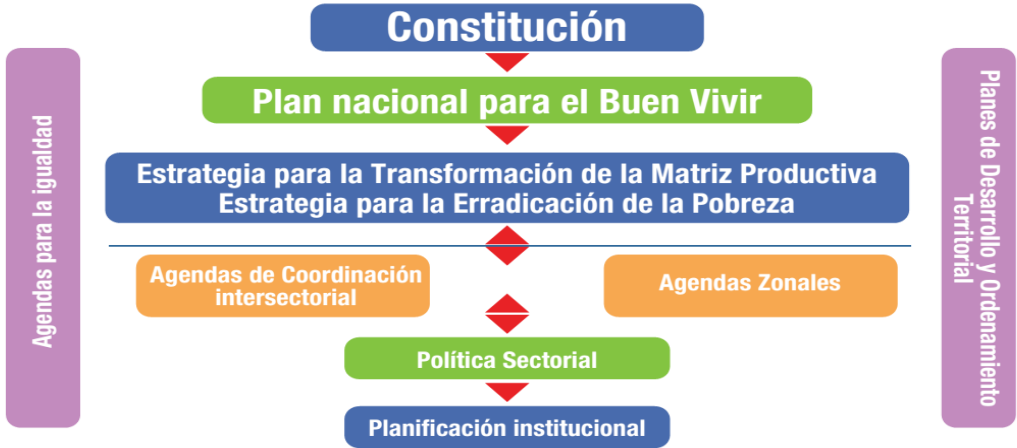 Constitución
Plan nacional para el Buen Vivir
Estrategia para la Transformación de la Matriz Productiva
Estrategia para la Erradicación de la Pobreza
Agendas de Coordinación
intersectorial
Agendas Zonales
Política Sectorial
Planificación institucional
Agendas para la igualdad
Planes de Desarrollo y Ordenamiento
Territorial